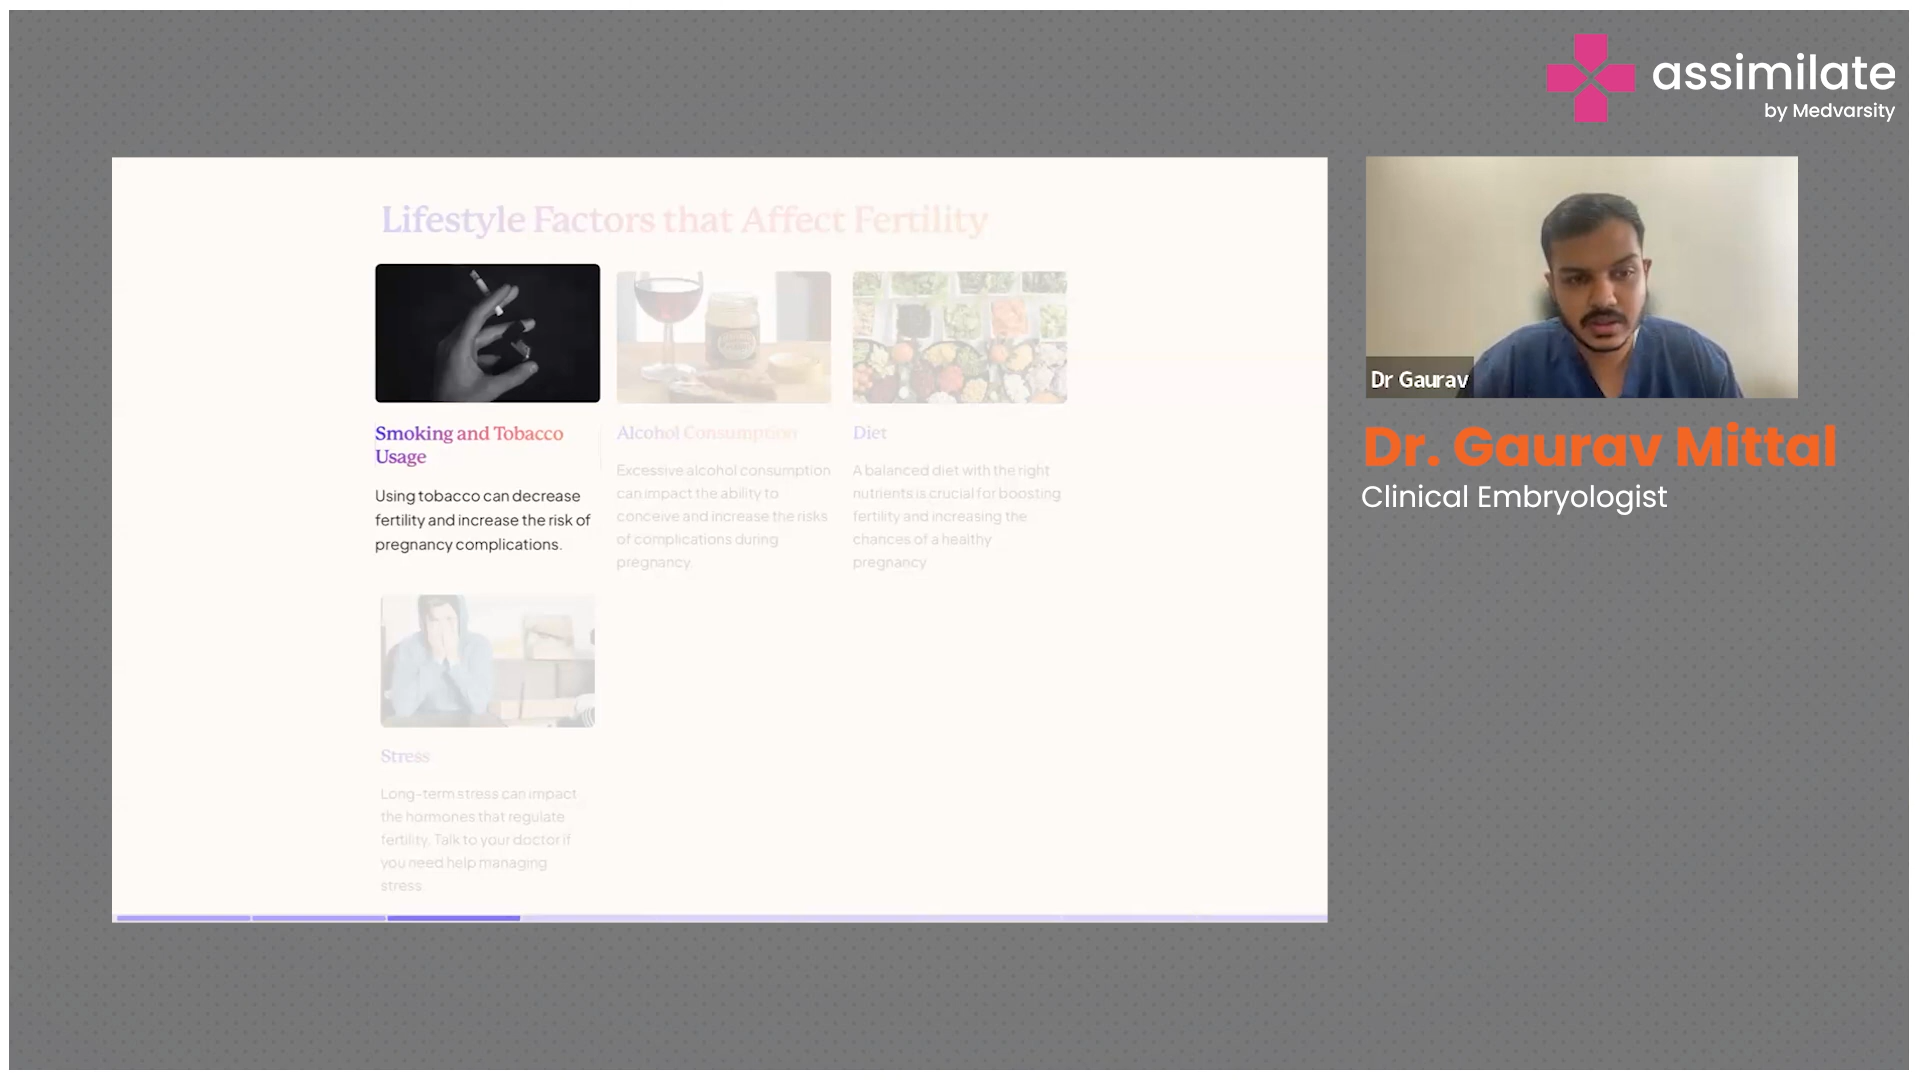 assimilate
by Medvarsity
Lifestyle Factors that Affect Fertility
Smoking and Tobacco
Usage
Using tobacco can decrease
fertility and increase the risk of
pregnancy complications.
Alcohol Consumption
Excessive alcohol consumption
can impact the ability to
conceive and increase the risks
of complications during
pregnancy.
Diet
A balanced diet with the right
nutrients is crucial for boosting
fertility and increasing the
chances of a healthy
pregnancy
Stress
Long-term stress can impact
the hormones that regulate
fertility. Talk to your doctor if
you need help managing
stress.
Dr Gaurav
Dr. Gaurav Mittal
Clinical Embryologist